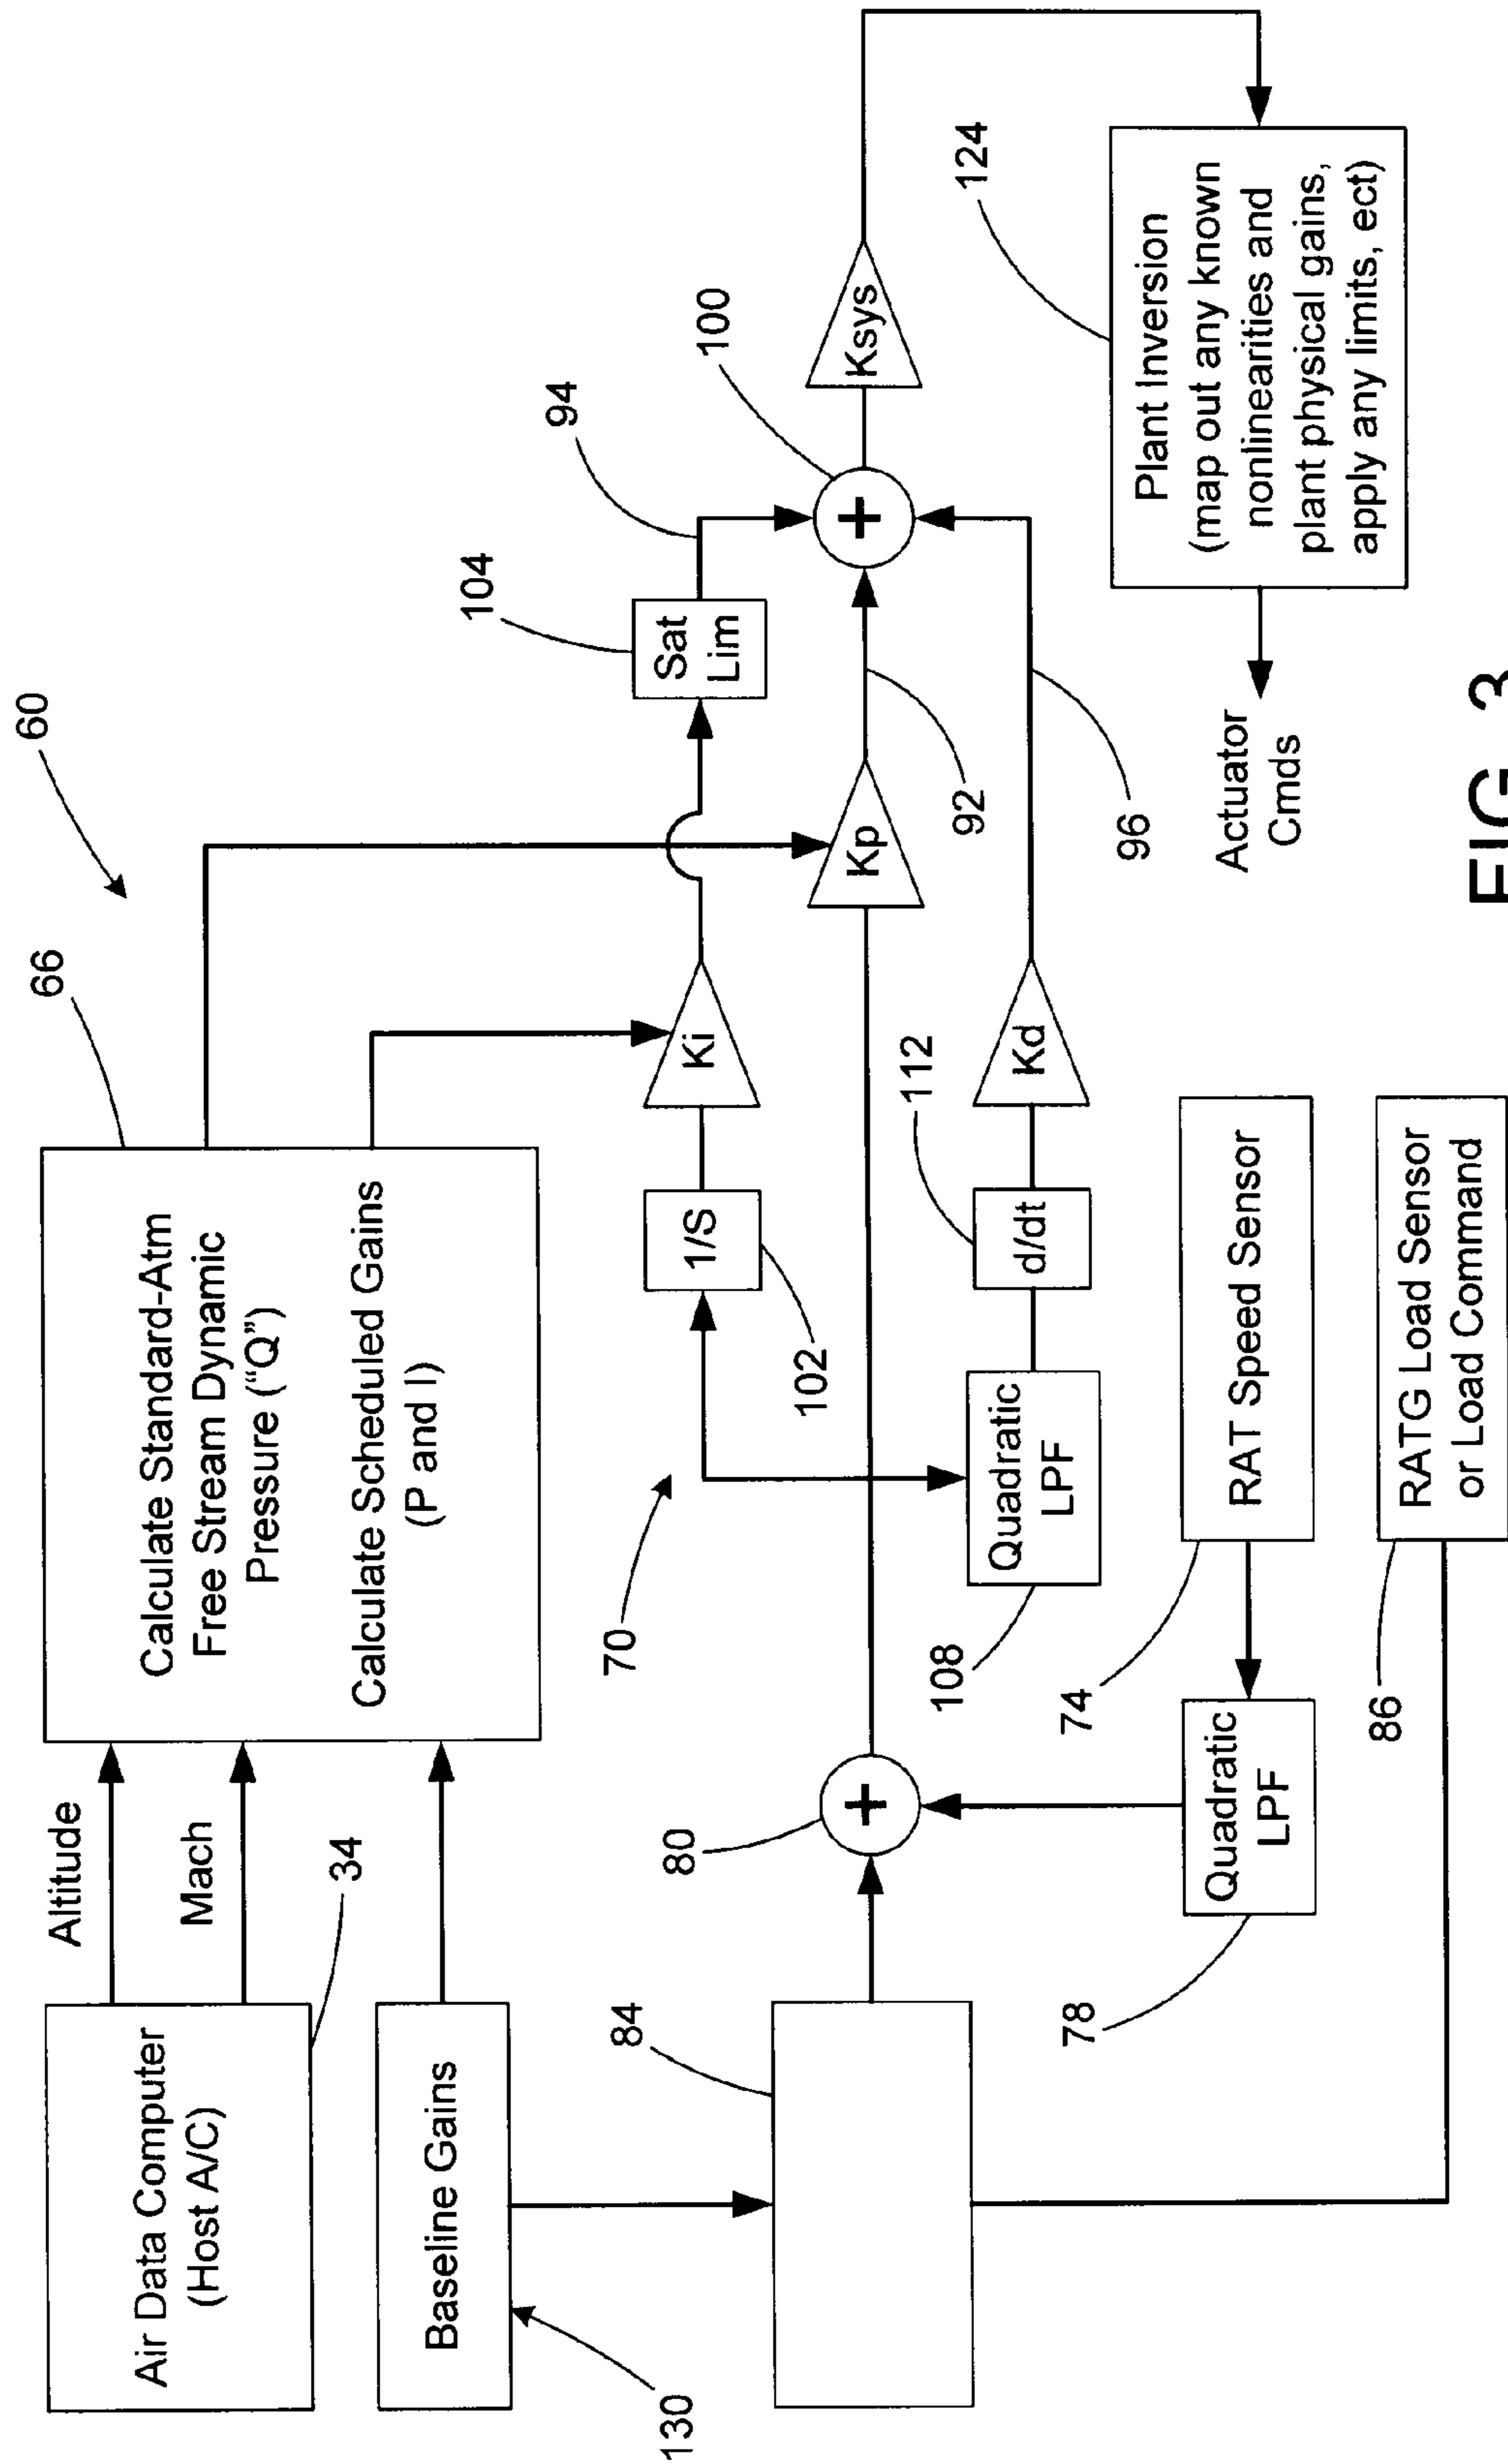 60
Air Data Computer
(Host A/C)
34
Altitude
Mach
66
Calculate Standard-Atm
Free Stream Dynamic
Pressure (“Q”)
Calculate Scheduled Gains
(P and I)
Baseline Gains
130
84
80
70
1/S
102
Ki
104
Sat
Lim
94
Kp
92
100
+
Ksys
+
Quadratic
LPF
108
d/dt
112
Kd
96
RAT Speed Sensor
74
Quadratic
LPF
78
RATG Load Sensor
or Load Command
86
124
Plant Inversion
(map out any known
nonlinearities and
plant physical gains,
apply any limits, ect)
Actuator
Cmds
FIG. 3